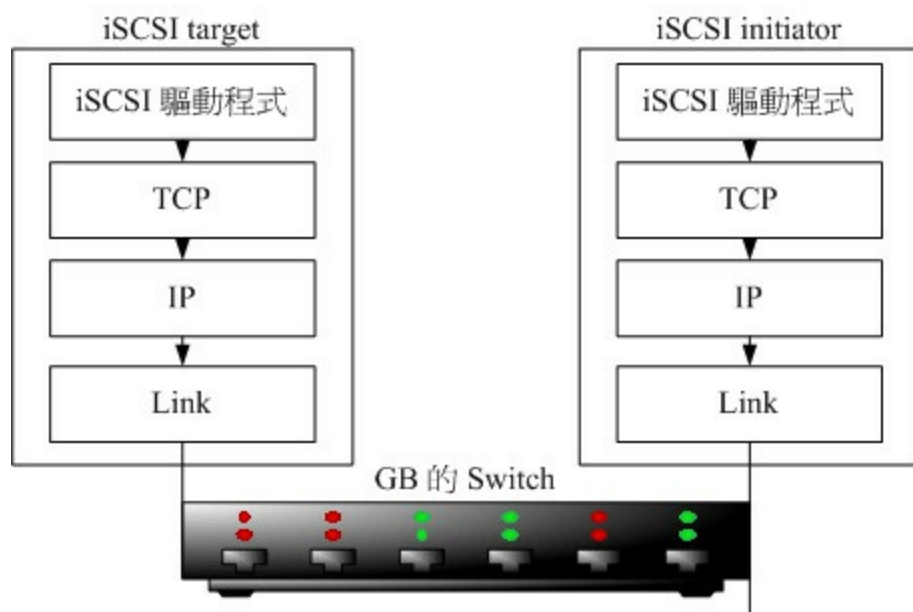 iSCSI target
iSCSI 驅動程式
TCP
IP
Link
iSCSI initiator
iSCSI 驅動程式
TCP
IP
Link
GB 的 Switch